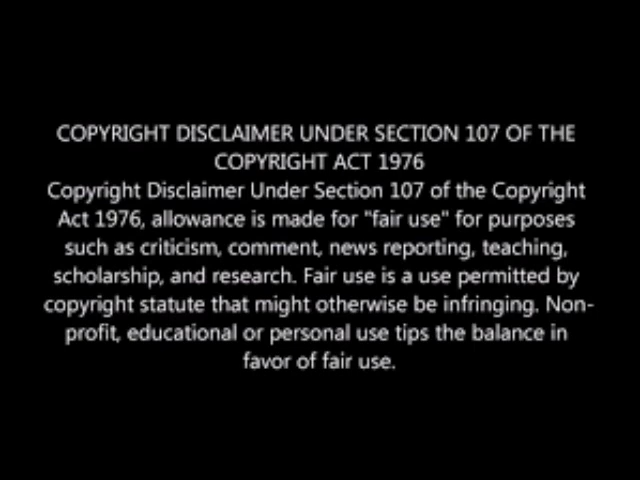 COPYRIGHT DISCLAIMER UNDER SECTION 107 OF THE
COPYRIGHT ACT 1976
Copyright Disclaimer Under Section 107 of the Copyright
Act 1976, allowance is made for "fair use" for purposes
such as criticism, comment, news reporting, teaching,
scholarship, and research. Fair use is a use permitted by
copyright statute that might otherwise be infringing. Non-
profit, educational or personal use tips the balance in
favor of fair use.